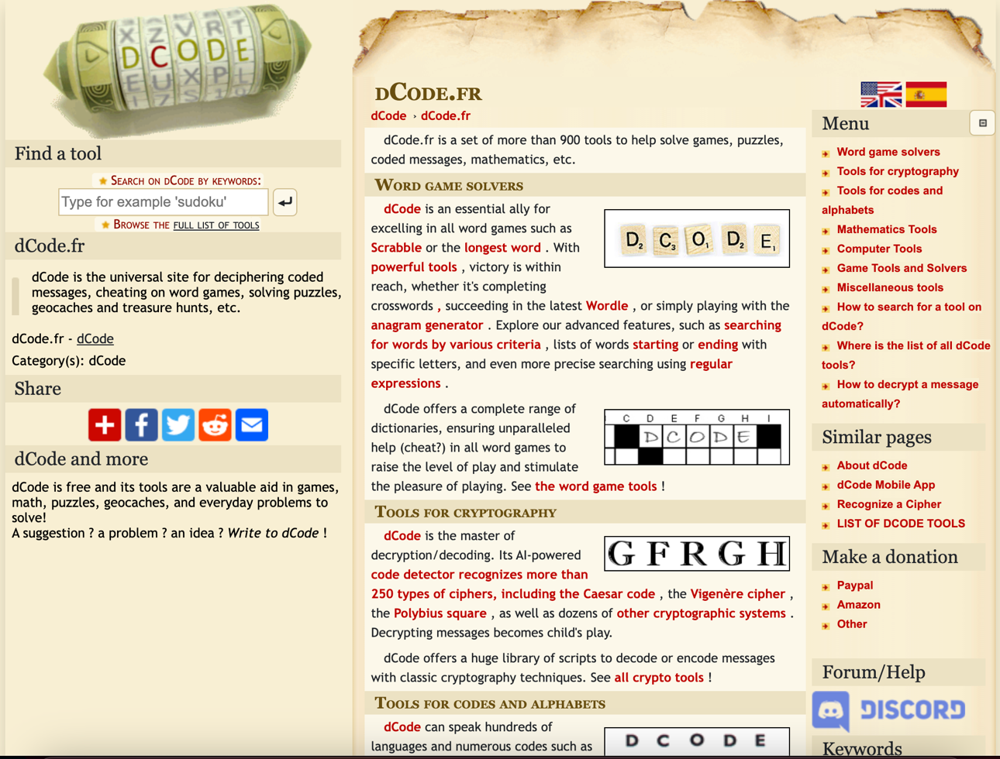 X Z V R T
D C O D E
E U X P L
Find a tool
★ Search on dCode by keywords:
Type for example 'sudoku'
★ Browse the full list of tools
dCode.fr
dCode is the universal site for deciphering coded
messages, cheating on word games, solving puzzles,
geocaches and treasure hunts, etc.
dCode.fr - dCode
Category(s): dCode
Share
dCode and more
dCode is free and its tools are a valuable aid in games,
math, puzzles, geocaches, and everyday problems to
solve!
A suggestion ? a problem ? an idea ? Write to dCode !
dCode.fr
dCode › dCode.fr
dCode.fr is a set of more than 900 tools to help solve games, puzzles,
coded messages, mathematics, etc.
Word game solvers
dCode is an essential ally for
excelling in all word games such as
Scrabble or the longest word . With
powerful tools , victory is within
reach, whether it's completing
crosswords , succeeding in the latest Wordle , or simply playing with the
anagram generator . Explore our advanced features, such as searching
for words by various criteria , lists of words starting or ending with
specific letters, and even more precise searching using regular
expressions .
D2 C3 O1 D2 E1
dCode offers a complete range of
dictionaries, ensuring unparalleled
help (cheat?) in all word games to
raise the level of play and stimulate
the pleasure of playing. See the word game tools !
C D E F G H I
D C O D E
Tools for cryptography
dCode is the master of
decryption/decoding. Its AI-powered
code detector recognizes more than
250 types of ciphers, including the Caesar code , the Vigenère cipher ,
the Polybius square , as well as dozens of other cryptographic systems .
Decrypting messages becomes child's play.
G F R G H
dCode offers a huge library of scripts to decode or encode messages
with classic cryptography techniques. See all crypto tools !
Tools for codes and alphabets
dCode can speak hundreds of
languages and numerous codes such as
D C O D E
Menu
Word game solvers
Tools for cryptography
Tools for codes and
alphabets
Mathematics Tools
Computer Tools
Game Tools and Solvers
Miscellaneous tools
How to search for a tool on
dCode?
Where is the list of all dCode
tools?
How to decrypt a message
automatically?
Similar pages
About dCode
dCode Mobile App
Recognize a Cipher
LIST OF DCODE TOOLS
Make a donation
Paypal
Amazon
Other
Forum/Help
DISCORD
Keywords